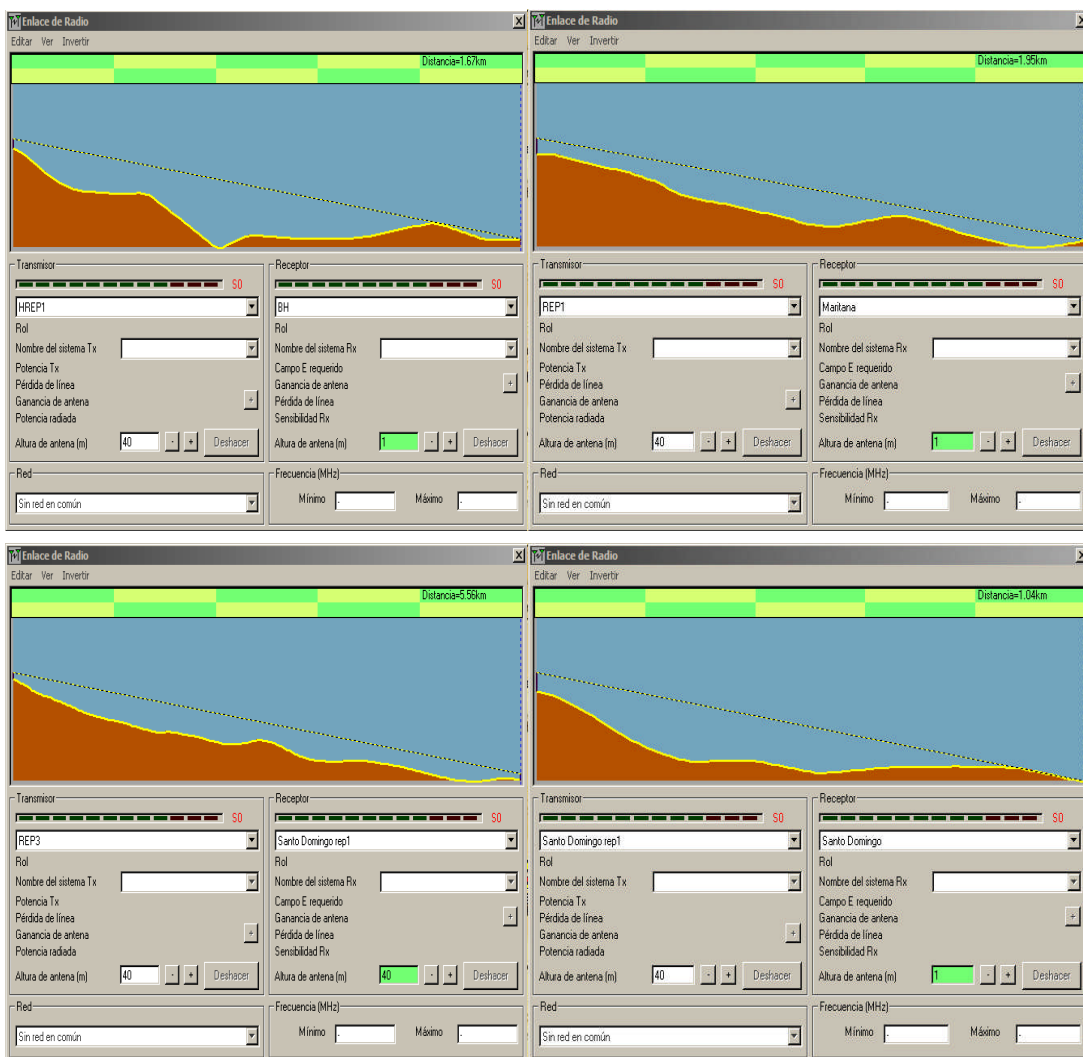 Enlace de Radio X
Editar Ver Invertir
Distancia=1.67km
Transmisor
S0
HREP1
Rol
Nombre del sistema Tx
Potencia Tx
Pérdida de línea
Ganancia de antena +
Potencia radiada
Altura de antena (m) 40 - + Deshacer
Receptor
S0
BH
Rol
Nombre del sistema Rx
Campo E requerido
Ganancia de antena +
Pérdida de línea
Sensibilidad Rx
Altura de antena (m) 1 - + Deshacer
Red
Sin red en común
Frecuencia (MHz)
Mínimo - Máximo -
Enlace de Radio X
Editar Ver Invertir
Distancia=1.95km
Transmisor
S0
REP1
Rol
Nombre del sistema Tx
Potencia Tx
Pérdida de línea
Ganancia de antena +
Potencia radiada
Altura de antena (m) 40 - + Deshacer
Receptor
S0
Maritana
Rol
Nombre del sistema Rx
Campo E requerido
Ganancia de antena +
Pérdida de línea
Sensibilidad Rx
Altura de antena (m) 1 - + Deshacer
Red
Sin red en común
Frecuencia (MHz)
Mínimo - Máximo -
Enlace de Radio X
Editar Ver Invertir
Distancia=5.56km
Transmisor
S0
REP3
Rol
Nombre del sistema Tx
Potencia Tx
Pérdida de línea
Ganancia de antena +
Potencia radiada
Altura de antena (m) 40 - + Deshacer
Receptor
S0
Santo Domingo rep1
Rol
Nombre del sistema Rx
Campo E requerido
Ganancia de antena +
Pérdida de línea
Sensibilidad Rx
Altura de antena (m) 40 - + Deshacer
Red
Sin red en común
Frecuencia (MHz)
Mínimo - Máximo -
Enlace de Radio X
Editar Ver Invertir
Distancia=1.04km
Transmisor
S0
Santo Domingo rep1
Rol
Nombre del sistema Tx
Potencia Tx
Pérdida de línea
Ganancia de antena +
Potencia radiada
Altura de antena (m) 40 - + Deshacer
Receptor
S0
Santo Domingo
Rol
Nombre del sistema Rx
Campo E requerido
Ganancia de antena +
Pérdida de línea
Sensibilidad Rx
Altura de antena (m) 1 - + Deshacer
Red
Sin red en común
Frecuencia (MHz)
Mínimo - Máximo -